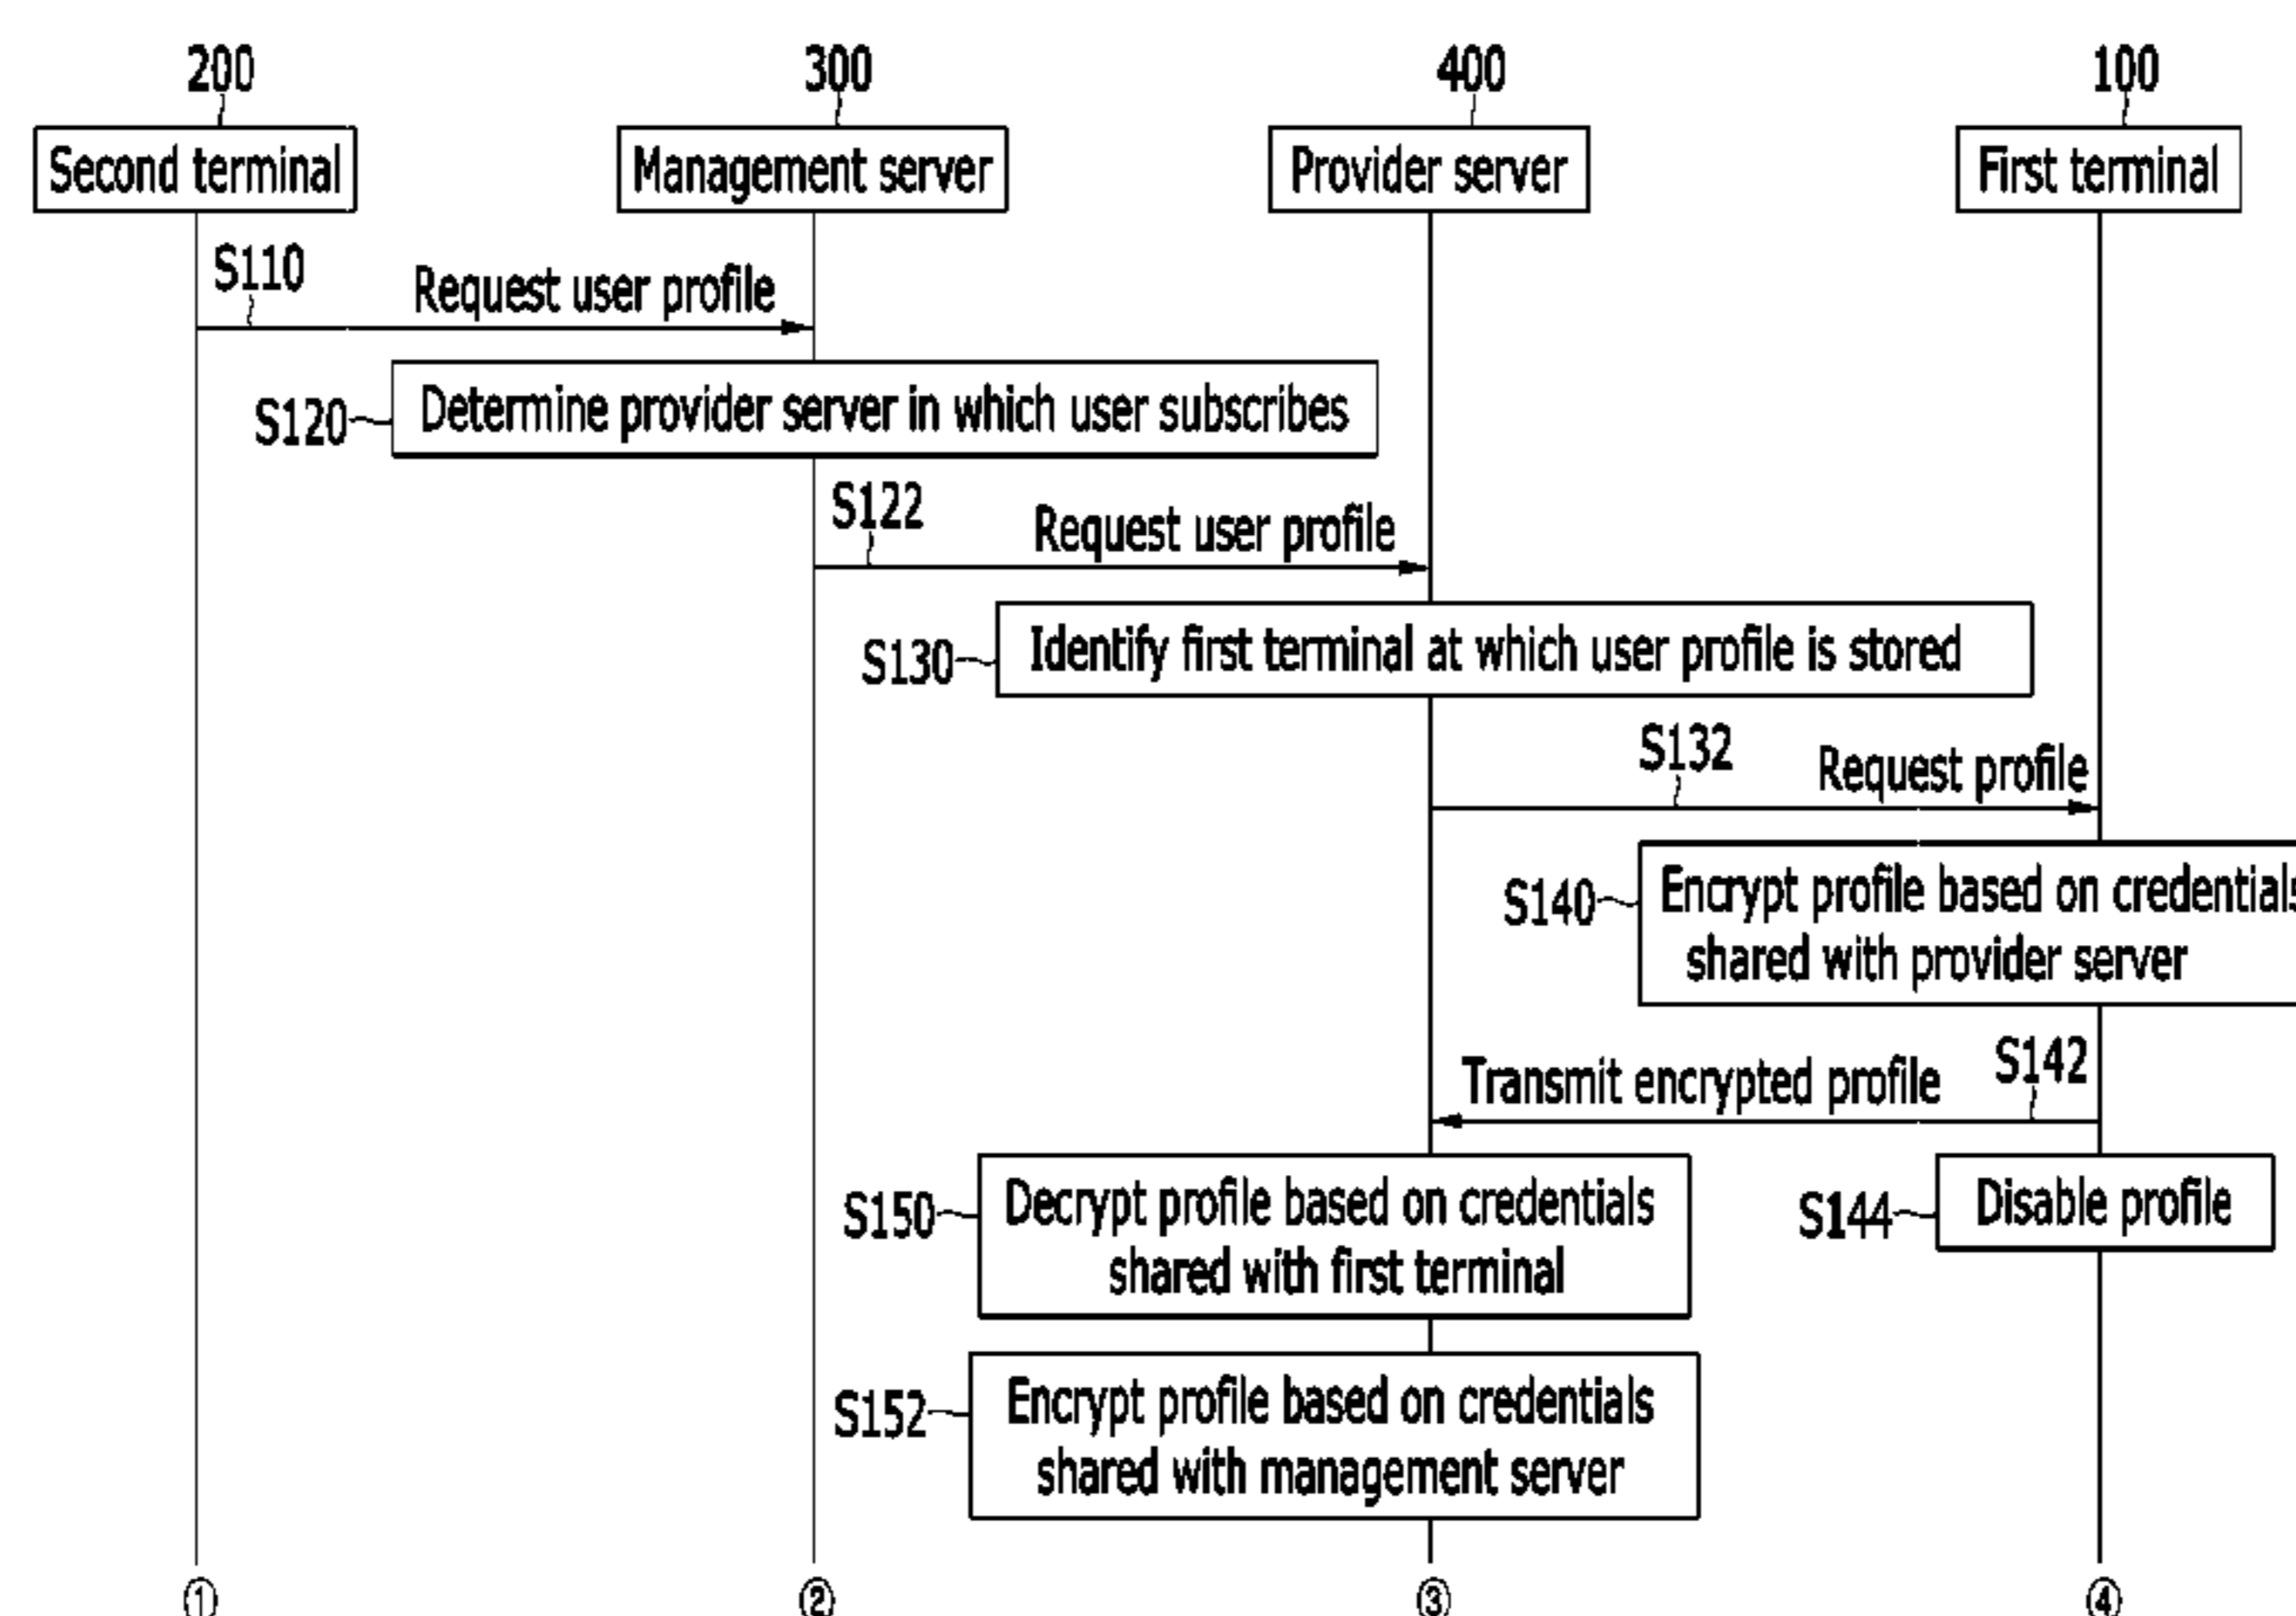 200
300
400
100
Second terminal
Management server
Provider server
First terminal
S110
Request user profile
S120
Determine provider server in which user subscribes
S122
Request user profile
S130
Identify first terminal at which user profile is stored
S132
Request profile
S140
Encrypt profile based on credentials
shared with provider server
S142
Transmit encrypted profile
S150
Decrypt profile based on credentials
shared with first terminal
S144
Disable profile
S152
Encrypt profile based on credentials
shared with management server
①
②
③
④